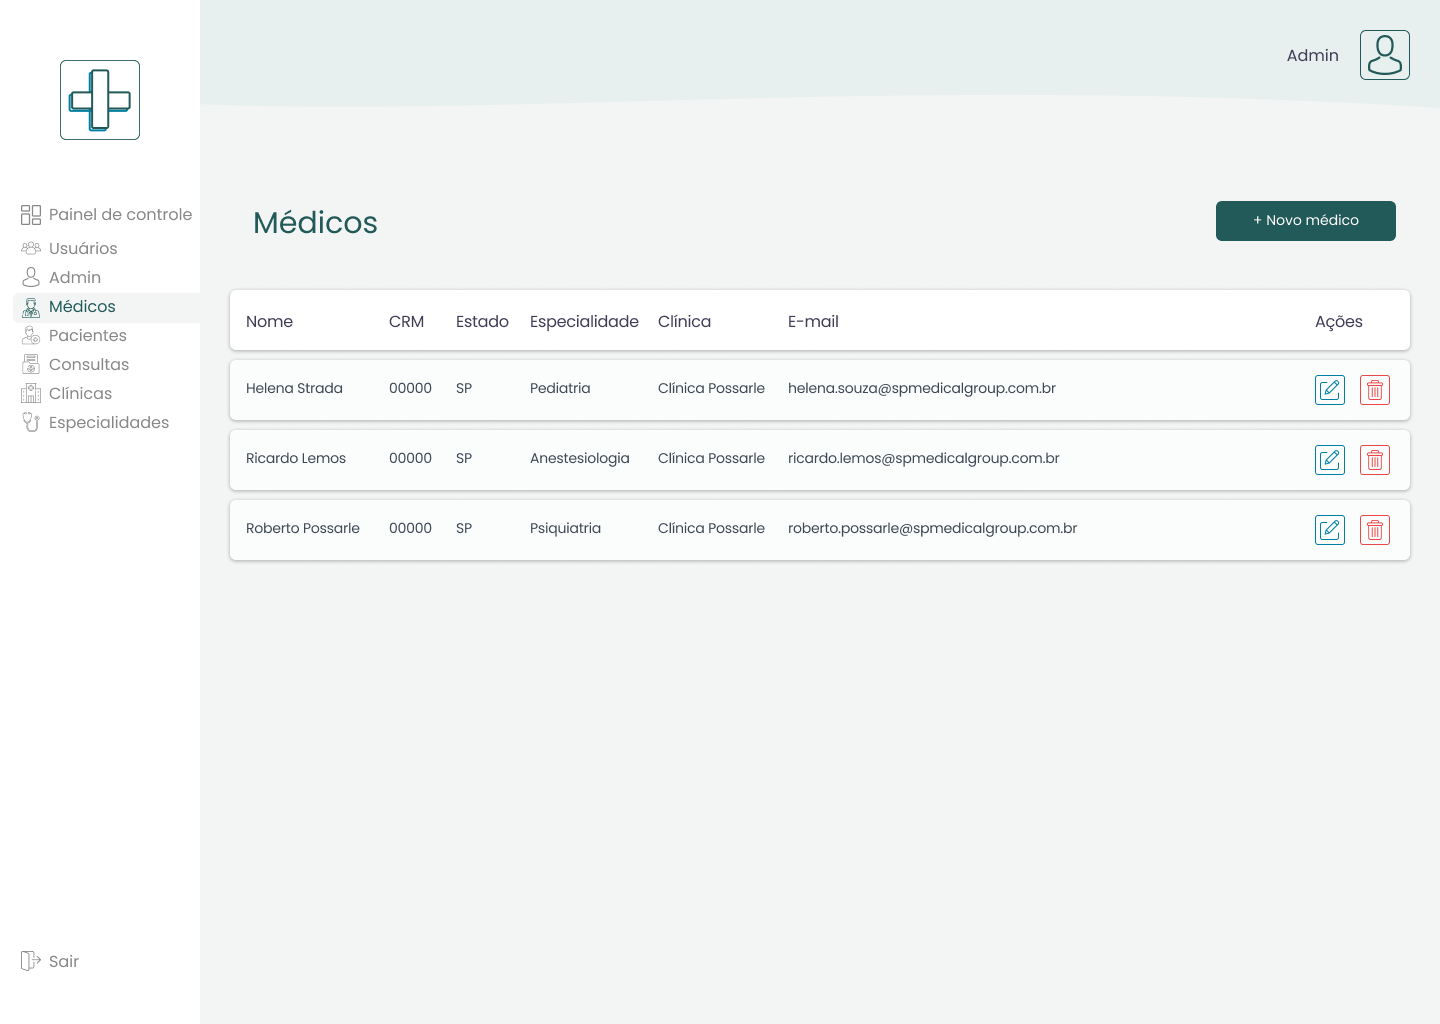 Admin
Painel de controle
Usuários
Admin
Médicos
Pacientes
Consultas
Clínicas
Especialidades
Sair
Médicos
+ Novo médico
Nome CRM Estado Especialidade Clínica E-mail Ações
Helena Strada 00000 SP Pediatria Clínica Possarle helena.souza@spmedicalgroup.com.br
Ricardo Lemos 00000 SP Anestesiologia Clínica Possarle ricardo.lemos@spmedicalgroup.com.br
Roberto Possarle 00000 SP Psiquiatria Clínica Possarle roberto.possarle@spmedicalgroup.com.br